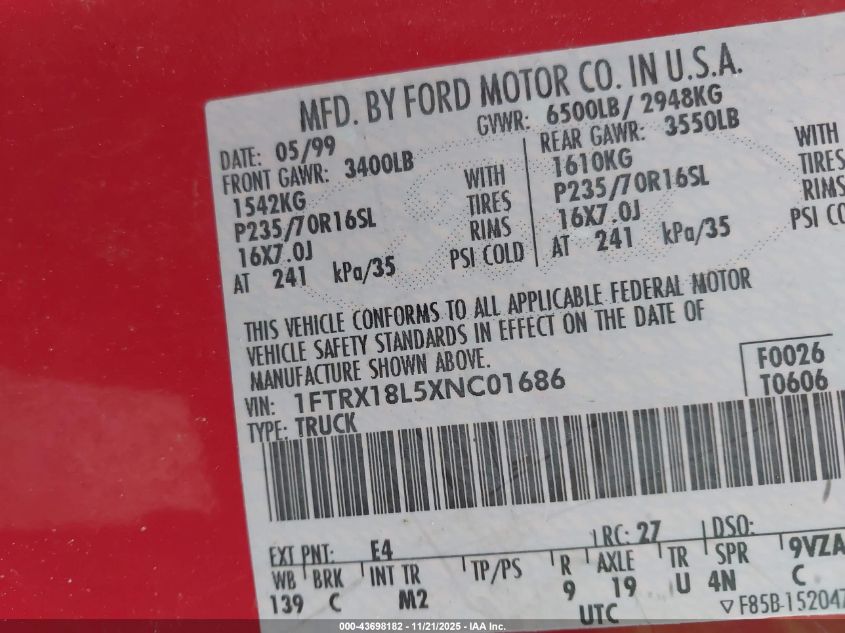 MFD. BY FORD MOTOR CO. IN U.S.A.
DATE: 05/99 GVWR: 6500LB/ 2948KG
FRONT GAWR: 3400LB REAR GAWR: 3550LB
1542KG WITH 1610KG WITH
P235/70R16SL TIRES P235/70R16SL TIRES
16X7.0J RIMS 16X7.0J RIMS
AT 241 kPa/35 PSI COLD AT 241 kPa/35 PSI CO
THIS VEHICLE CONFORMS TO ALL APPLICABLE FEDERAL MOTOR
VEHICLE SAFETY STANDARDS IN EFFECT ON THE DATE OF
MANUFACTURE SHOWN ABOVE.
VIN: 1FTRX18L5XNC01686 F0026
TYPE: TRUCK T0606
EXT PNT: E4 RC: 27 DSO:
WB BRK INT TR TP/PS R AXLE TR SPR 9VZA
139 C M2 9 19 U 4N C
UTC ▽F85B-15204
000-43698182 - 11/21/2025 - IAA Inc.